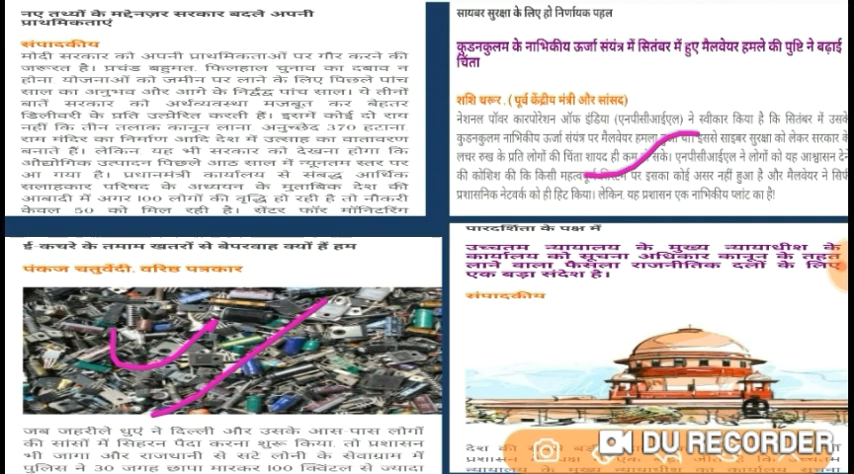 नए तथ्यों के मद्देनज़र सरकार बदले अपनी
प्राथमिकताएं
संपादकीय
मोदी सरकार को अपनी प्राथमिकताओं पर गौर करने की
जरूरत है। प्रचंड बहुमत, फिलहाल चुनाव का दबाव न
होना योजनाओं को जमीन पर लाने के लिए पिछले पांच
साल का अनुभव और आगे के निर्द्वंद्व पांच साल। ये तीनों
बातें सरकार को अर्थव्यवस्था मजबूत कर बेहतर
डिलीवरी के प्रति उत्प्रेरित करती हैं। इसमें कोई दो राय
नहीं कि तीन तलाक कानून लाना, अनुच्छेद 370 हटाना,
राम मंदिर का निर्माण आदि देश में उत्साह का वातावरण
बनाते हैं। लेकिन यह भी सरकार को देखना होगा कि
औद्योगिक उत्पादन पिछले आठ साल में न्यूनतम स्तर पर
आ गया है। प्रधानमंत्री कार्यालय से संबद्ध आर्थिक
सलाहकार परिषद के अध्ययन के मुताबिक देश की
आबादी में अगर 100 लोगों की वृद्धि हो रही है तो नौकरी
केवल 50 को मिल रही है। सेंटर फॉर मॉनिटरिंग
सायबर सुरक्षा के लिए हो निर्णायक पहल
कुडनकुलम के नाभिकीय ऊर्जा संयंत्र में सितंबर में हुए मैलवेयर हमले की पुष्टि ने बढ़ाई
चिंता
शशि थरूर . ( पूर्व केंद्रीय मंत्री और सांसद)
नेशनल पॉवर कारपोरेशन ऑफ इंडिया (एनपीसीआईएल) ने स्वीकार किया है कि सितंबर में उसके
कुडनकुलम नाभिकीय ऊर्जा संयंत्र पर मैलवेयर हमला हुआ था। इससे साइबर सुरक्षा को लेकर सरकार के
लचर रुख के प्रति लोगों की चिंता शायद ही कम हो सके। एनपीसीआईएल ने लोगों को यह आश्वासन देने
की कोशिश की कि किसी महत्वपूर्ण सिस्टम पर इसका कोई असर नहीं हुआ है और मैलवेयर ने सिर्फ
प्रशासनिक नेटवर्क को ही हिट किया। लेकिन, यह प्रशासन एक नाभिकीय प्लांट का है!
ई-कचरे के तमाम खतरों से बेपरवाह क्यों हैं हम
पंकज चतुर्वेदी, वरिष्ठ पत्रकार
जब जहरीले धुएं ने दिल्ली और उसके आस-पास लोगों
की सांसों में सिहरन पैदा करना शुरू किया, तो प्रशासन
भी जागा और राजधानी से सटे लोनी के सेवाग्राम में
पुलिस ने 30 जगह छापा मारकर 100 क्विंटल से ज्यादा
पारदर्शिता के पक्ष में
उच्चतम न्यायालय के मुख्य न्यायाधीश के
कार्यालय को सूचना अधिकार कानून के तहत
लाने वाला फैसला राजनीतिक दलों के लिए
एक बड़ा संदेश है।
संपादकीय
देश की
DU RECORDER